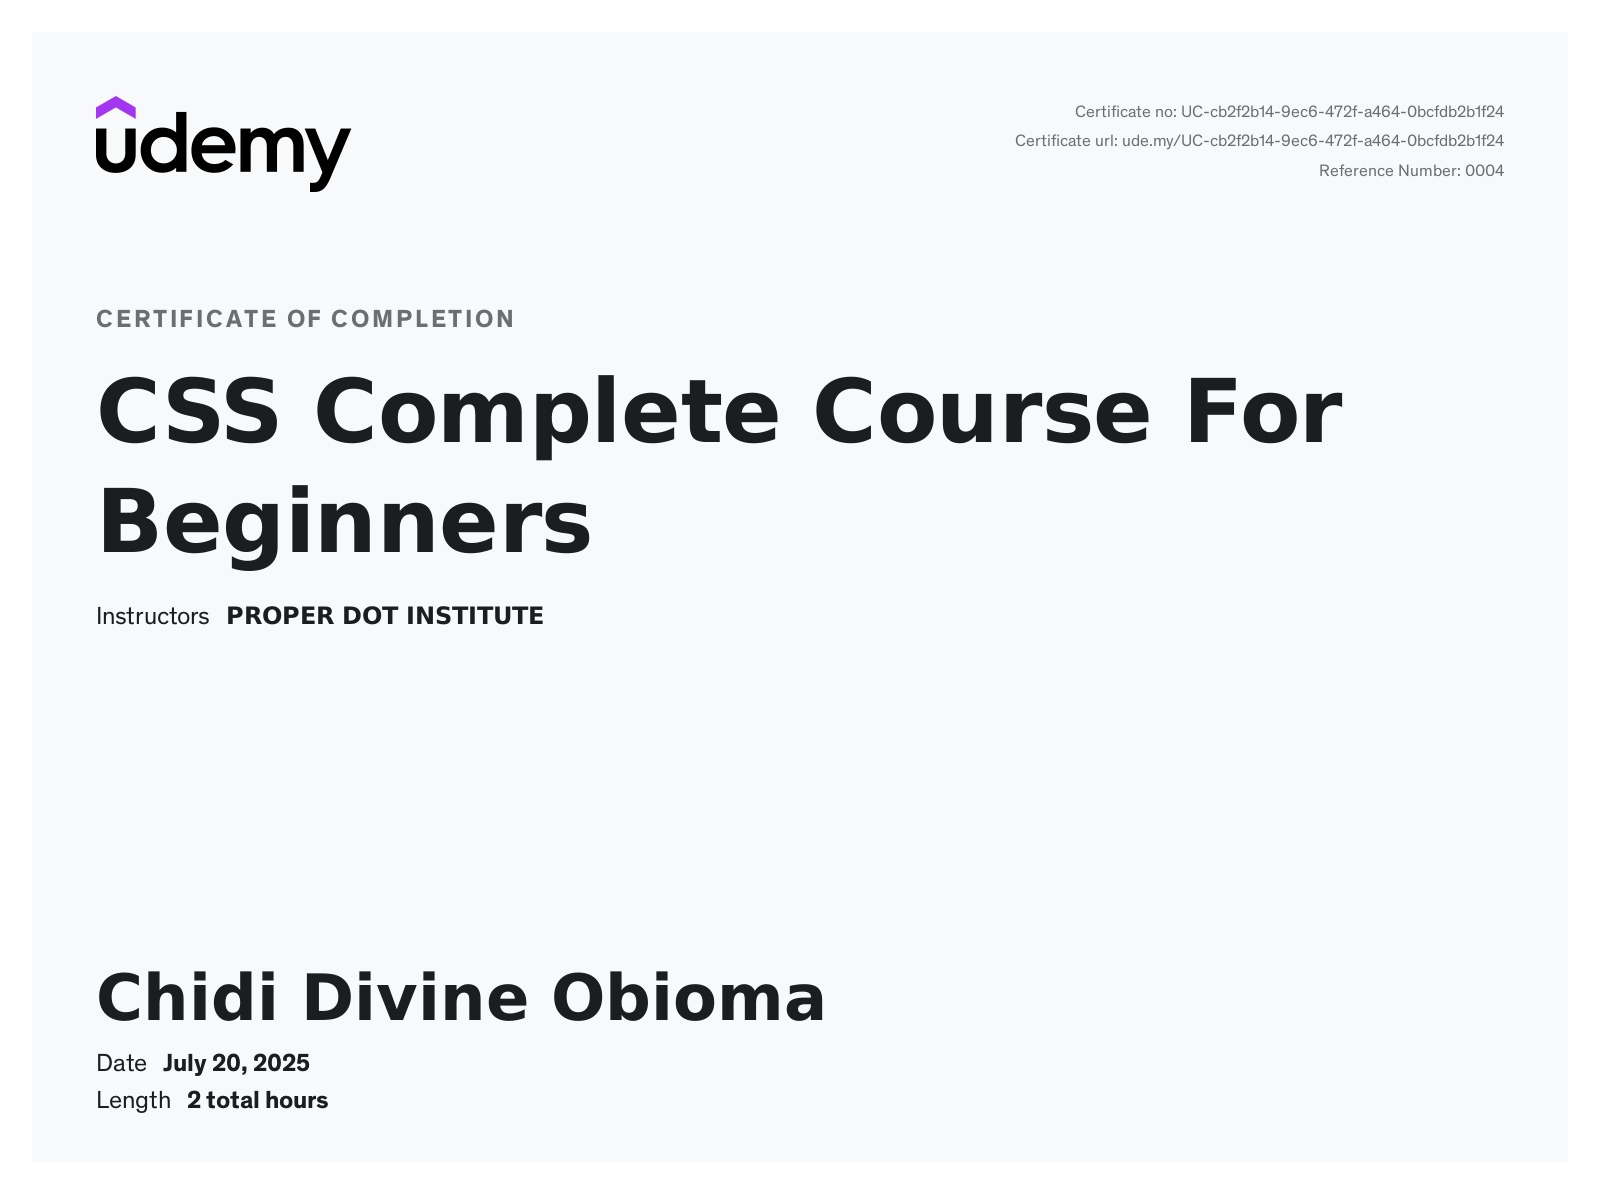 udemy
Certificate no: UC-cb2f2b14-9ec6-472f-a464-0bcfdb2b1f24
Certificate url: ude.my/UC-cb2f2b14-9ec6-472f-a464-0bcfdb2b1f24
Reference Number: 0004
CERTIFICATE OF COMPLETION
CSS Complete Course For
Beginners
Instructors PROPER DOT INSTITUTE
Chidi Divine Obioma
Date July 20, 2025
Length 2 total hours